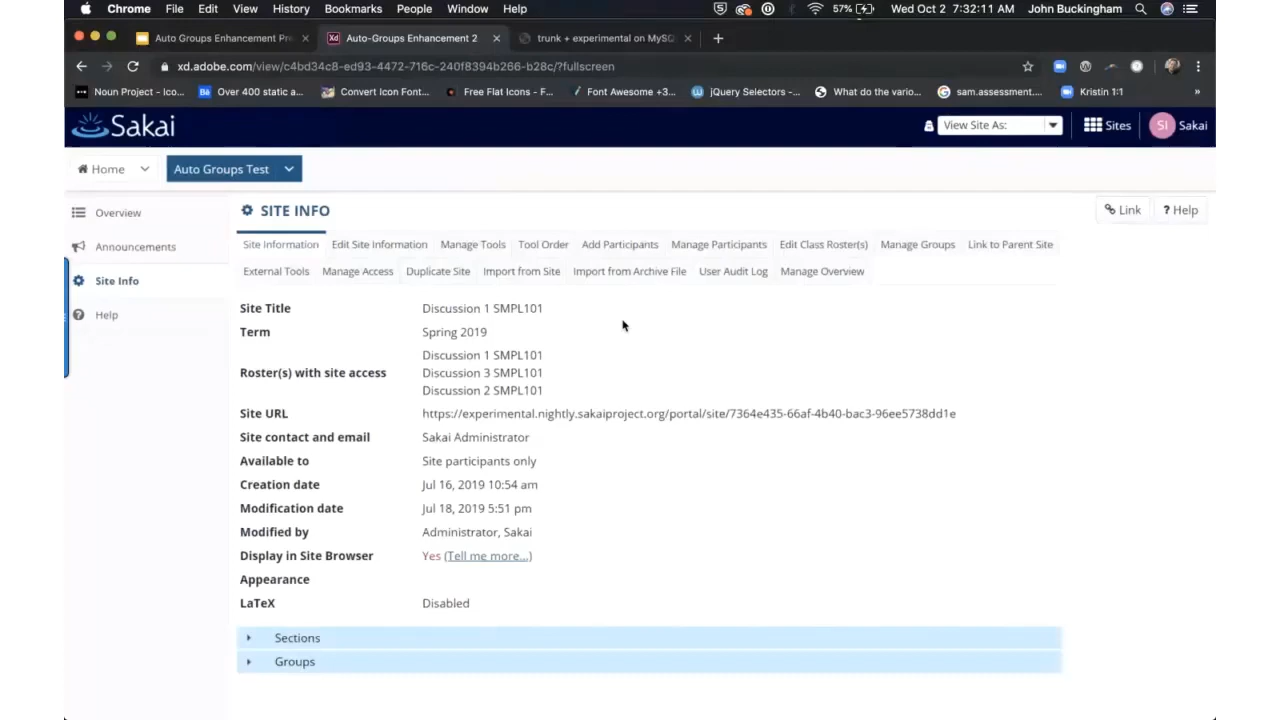 Chrome File Edit View History Bookmarks People Window Help 57% Wed Oct 2 7:32:11 AM John Buckingham
Auto Groups Enhancement Pre × Xd Auto-Groups Enhancement 2 × trunk + experimental on MySQ × +
xd.adobe.com/view/c4bd34c8-ed93-4472-716c-240f8394b266-b28c/?fullscreen
Noun Project - Ico... Bē Over 400 static a... Convert Icon Font... Free Flat Icons - F... Font Awesome +3... jQuery Selectors -... What do the vario... sam.assessment.... Kristin 1:1 »
Sakai View Site As: Sites SI Sakai
Home Auto Groups Test
Overview
Announcements
Site Info
Help
SITE INFO Link ? Help
Site Information Edit Site Information Manage Tools Tool Order Add Participants Manage Participants Edit Class Roster(s) Manage Groups Link to Parent Site
External Tools Manage Access Duplicate Site Import from Site Import from Archive File User Audit Log Manage Overview
Site Title Discussion 1 SMPL101
Term Spring 2019
Discussion 1 SMPL101
Roster(s) with site access Discussion 3 SMPL101
Discussion 2 SMPL101
Site URL https://experimental.nightly.sakaiproject.org/portal/site/7364e435-66af-4b40-bac3-96ee5738dd1e
Site contact and email Sakai Administrator
Available to Site participants only
Creation date Jul 16, 2019 10:54 am
Modification date Jul 18, 2019 5:51 pm
Modified by Administrator, Sakai
Display in Site Browser Yes (Tell me more...)
Appearance
LaTeX Disabled
Sections
Groups